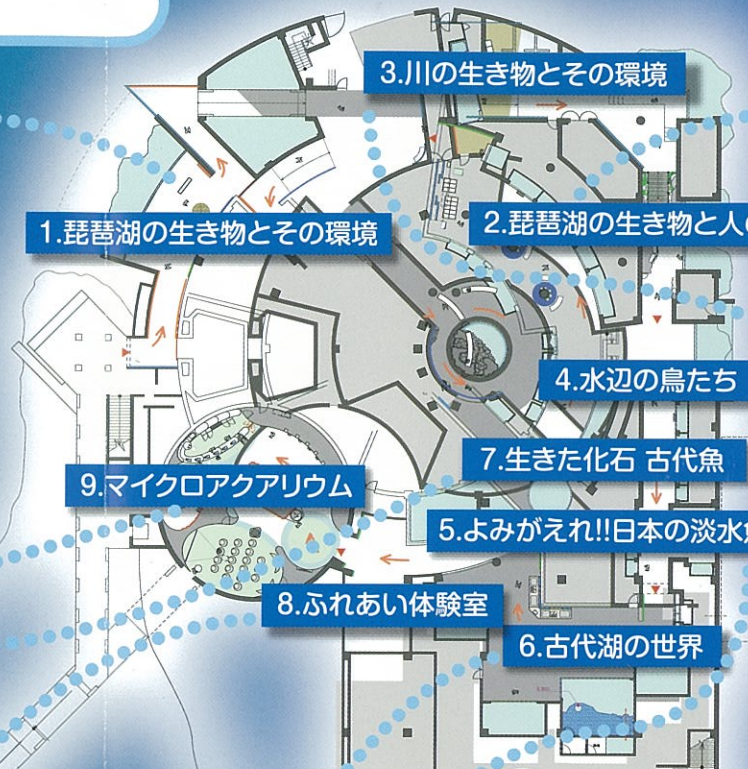 3.川の生き物とその環境
1.琵琶湖の生き物とその環境
2.琵琶湖の生き物と人の
4.水辺の鳥たち
7.生きた化石 古代魚
9.マイクロアクアリウム
5.よみがえれ!!日本の淡水魚
8.ふれあい体験室
6.古代湖の世界